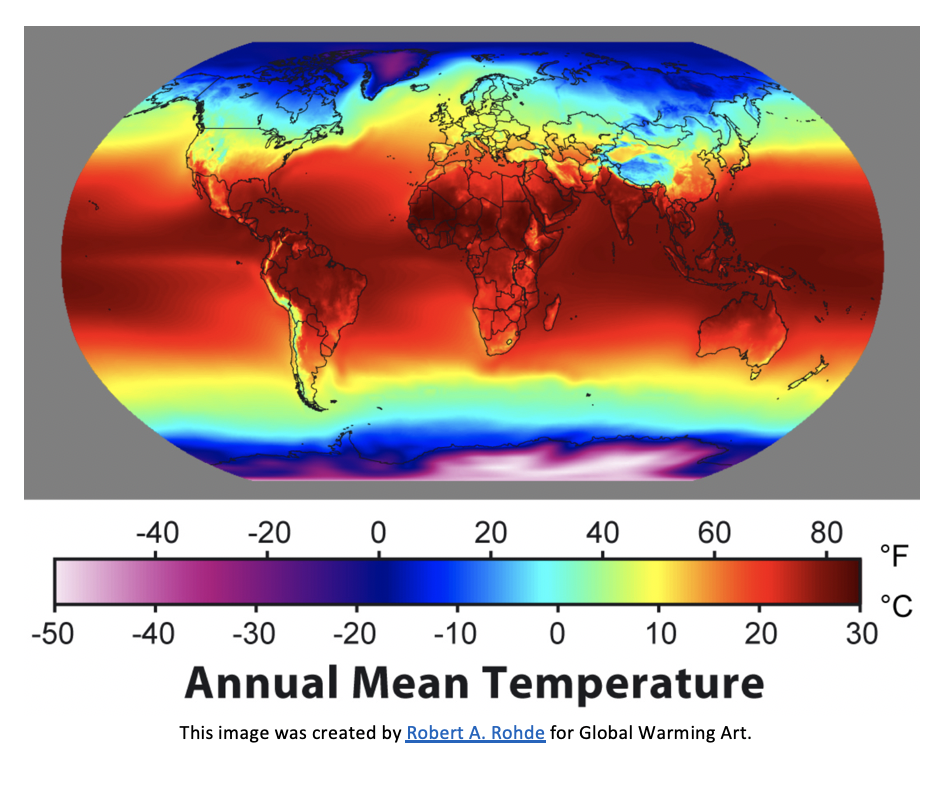 -40 -20 0 20 40 60 80 °F
°C
-50 -40 -30 -20 -10 0 10 20 30
Annual Mean Temperature
This image was created by Robert A. Rohde for Global Warming Art.